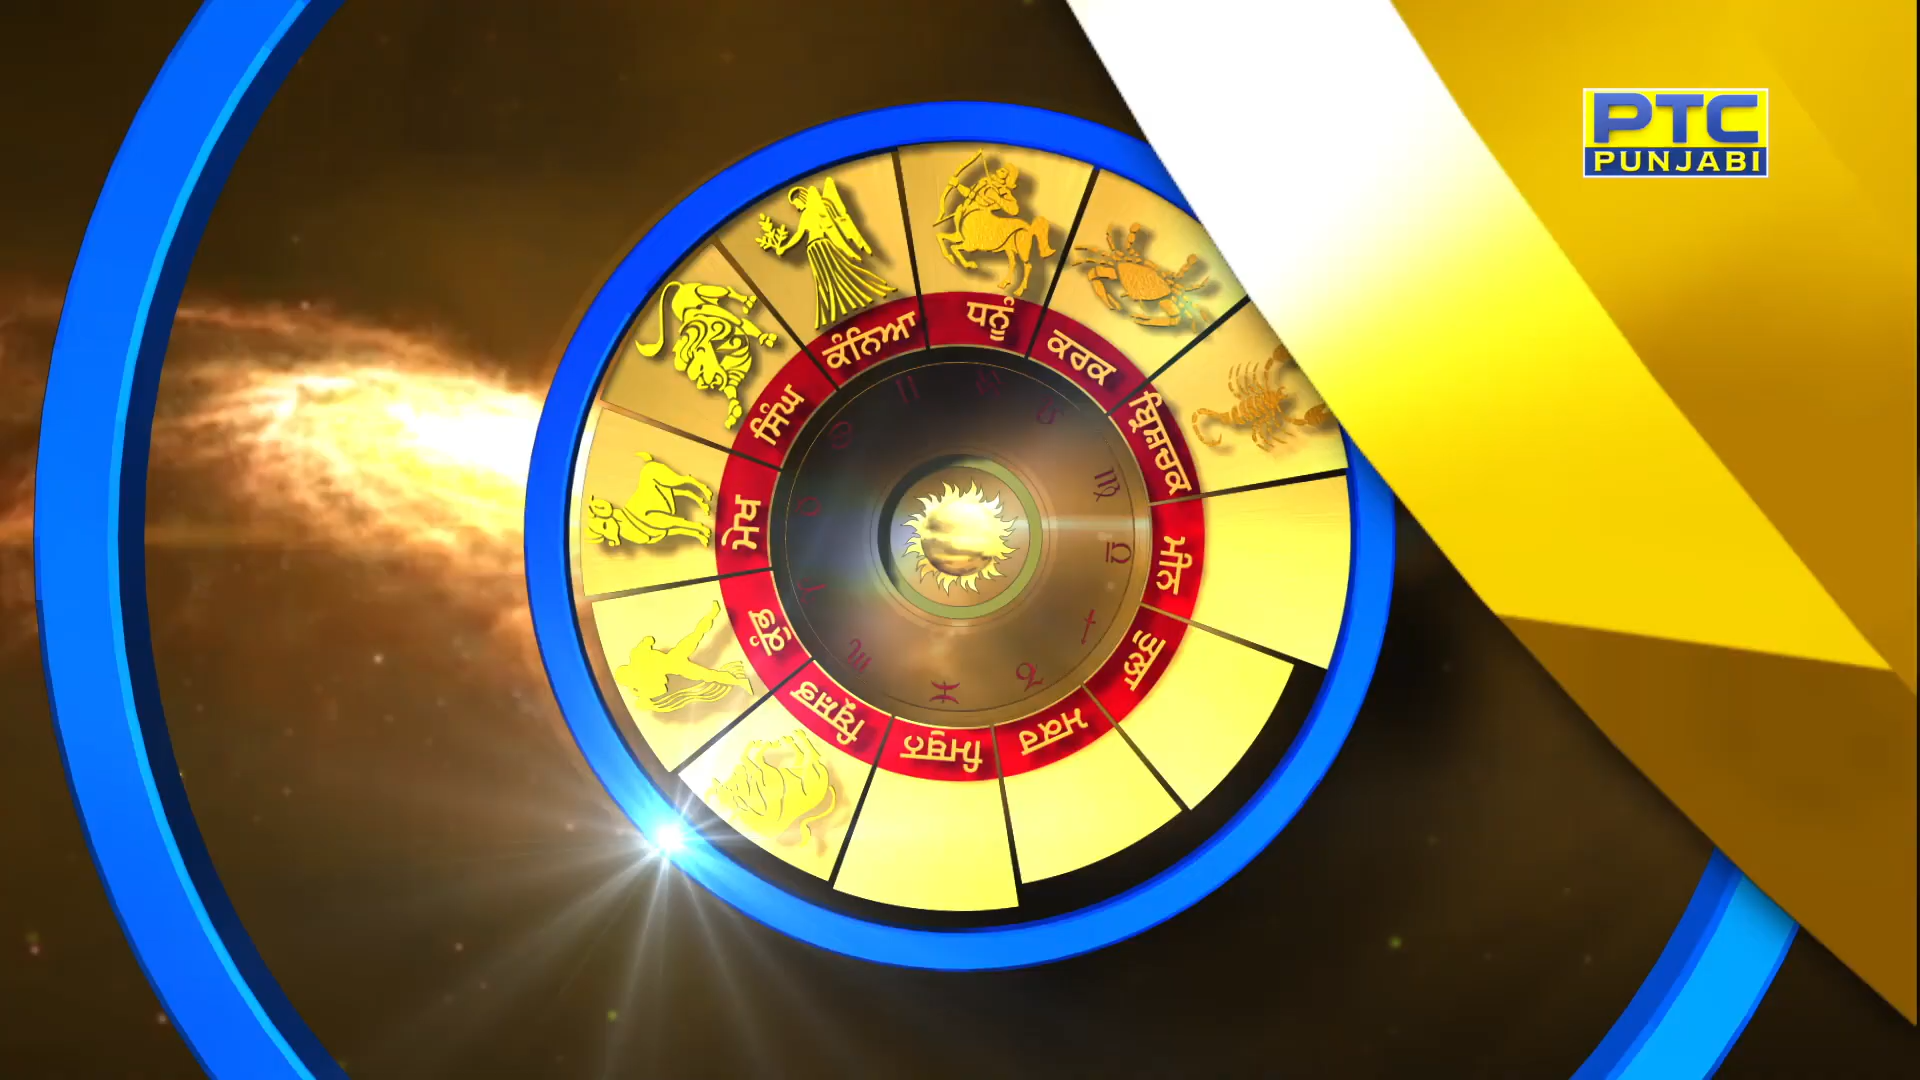 PTC
PUNJABI
ਧਨੂੰ
ਕਰਕ
ਬ੍ਰਿਸ਼ਚਕ
ਮੀਨ
ਤੁਲਾ
ਮਕਰ
ਮਿਥੁਨ
ਕੁੰਭ
ਮੇਖ
ਸਿੰਘ
ਕੰਨਿਆ